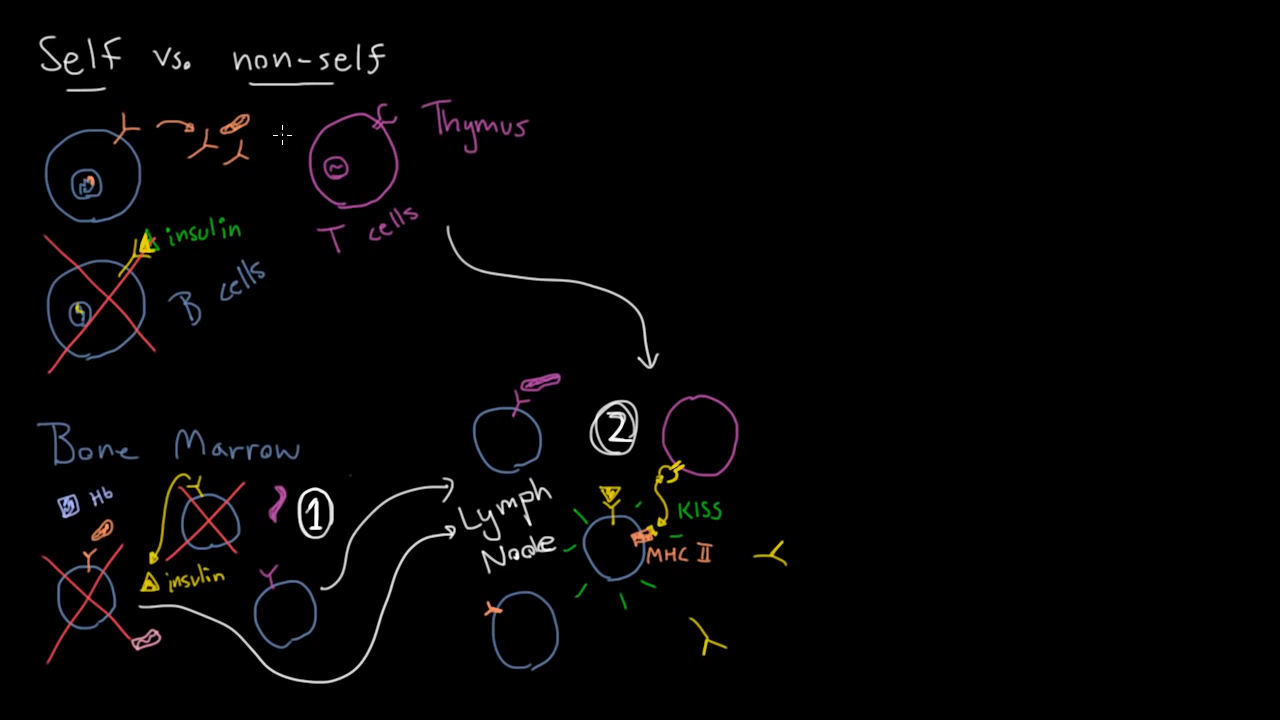 Self vs. non-self
Thymus
T cells
insulin
B cells
Bone Marrow
Hb
1
insulin
2
Lymph
Node
KISS
MHC II